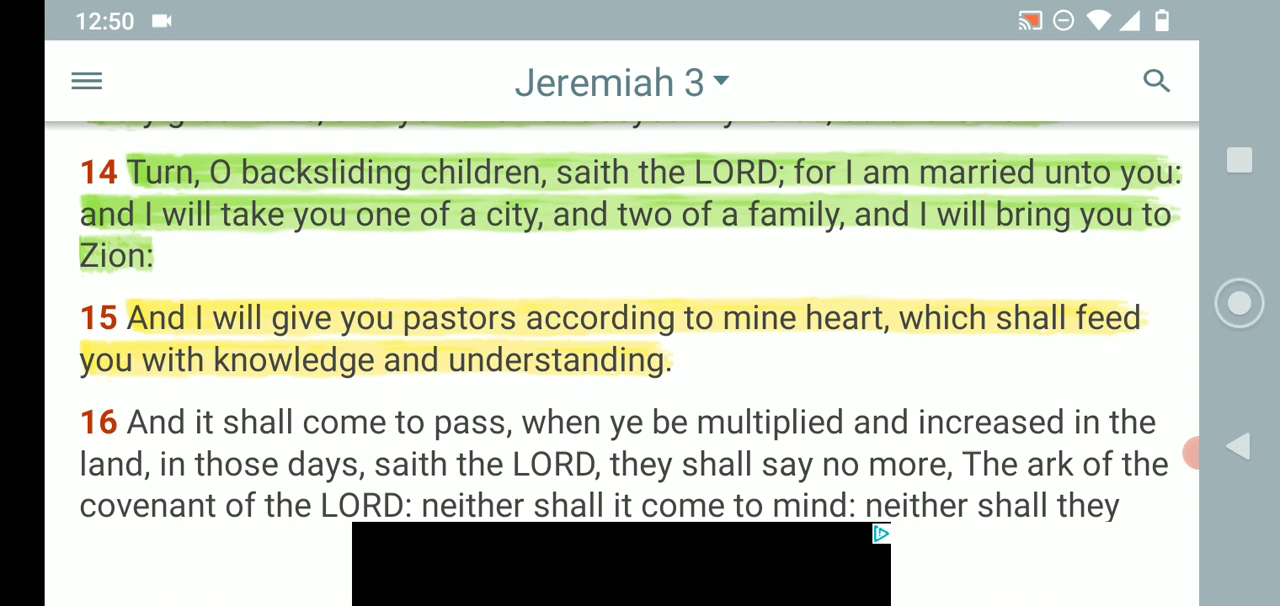 12:50
Jeremiah 3
14 Turn, O backsliding children, saith the LORD; for I am married unto you:
and I will take you one of a city, and two of a family, and I will bring you to
Zion:
15 And I will give you pastors according to mine heart, which shall feed
you with knowledge and understanding.
16 And it shall come to pass, when ye be multiplied and increased in the
land, in those days, saith the LORD, they shall say no more, The ark of the
covenant of the LORD: neither shall it come to mind: neither shall they